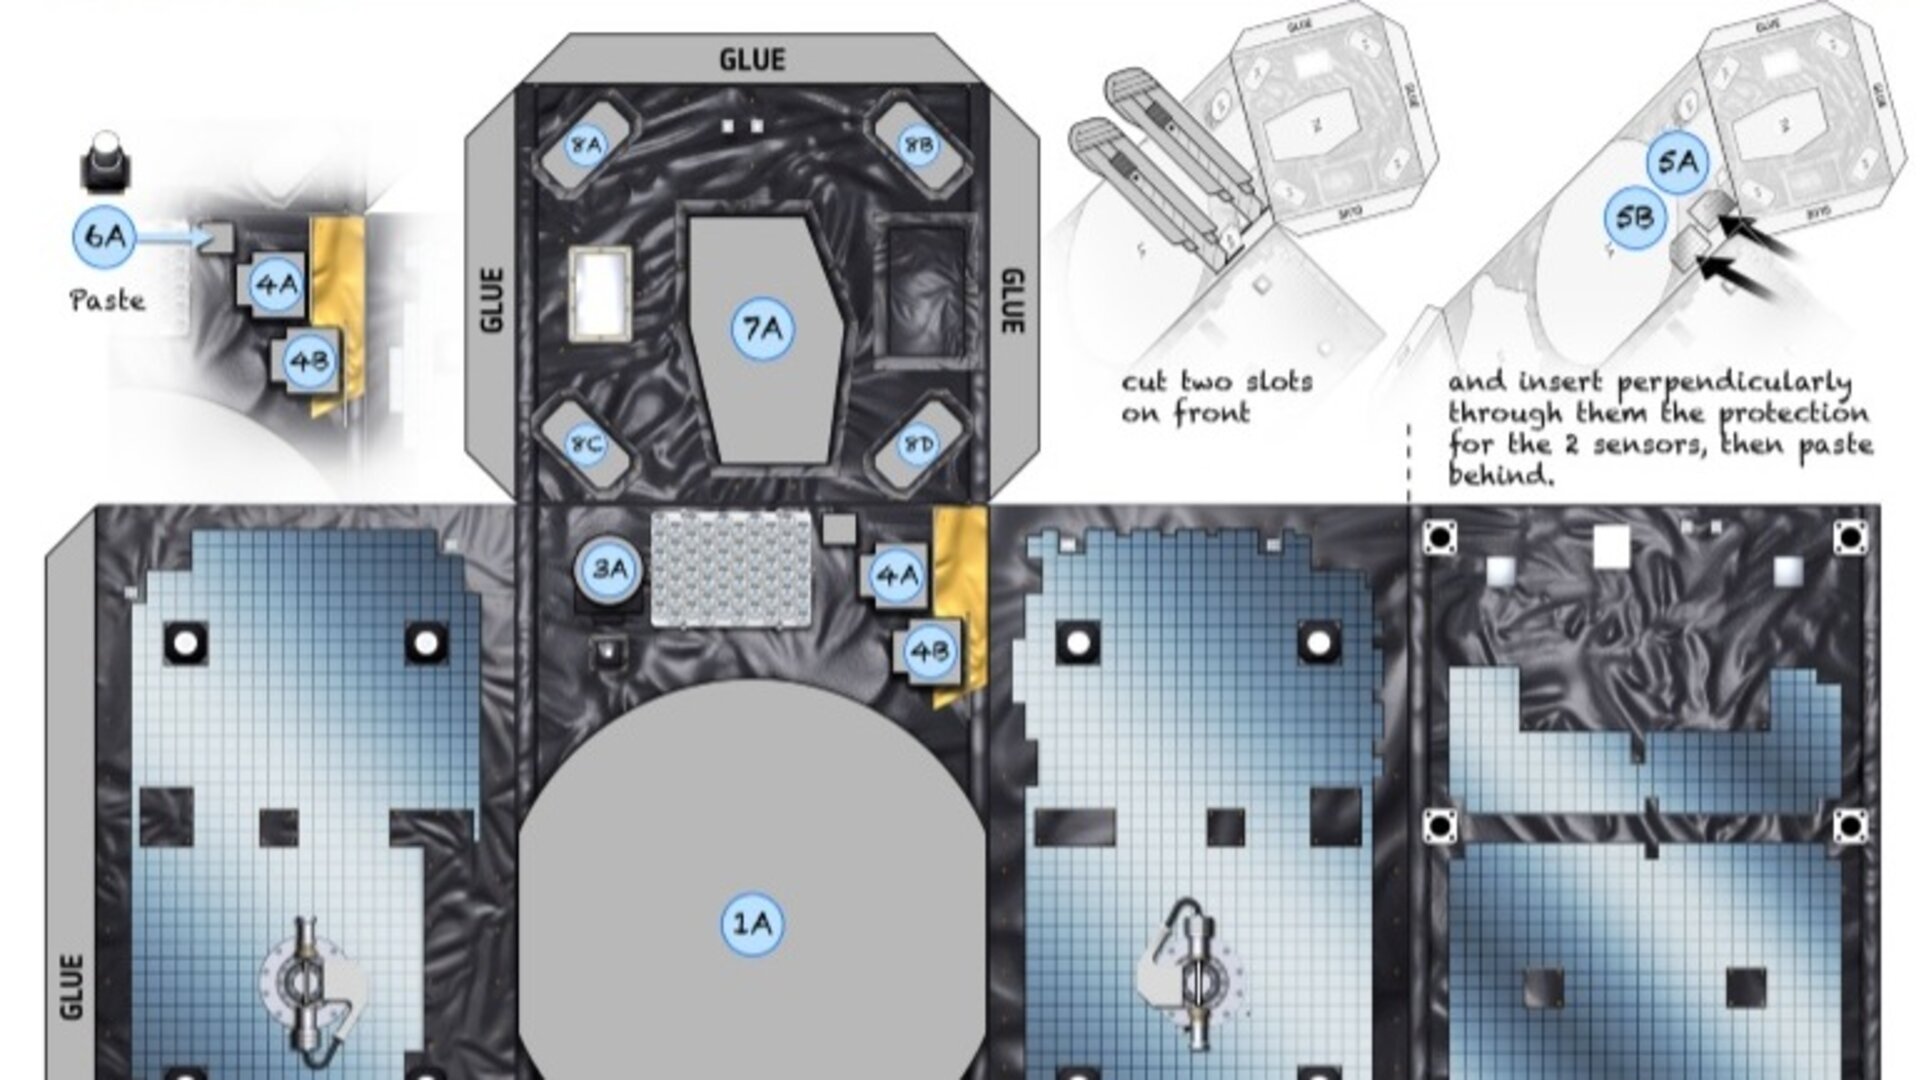 GLUE
GLUE
GLUE
8A
8B
5A
5B
6A
4A
Paste
GLUE
7A
GLUE
4B
cut two slots
on front
and insert perpendicularly
through them the protection
for the 2 sensors, then paste
behind.
8C
8D
3A
4A
4B
1A
GLUE